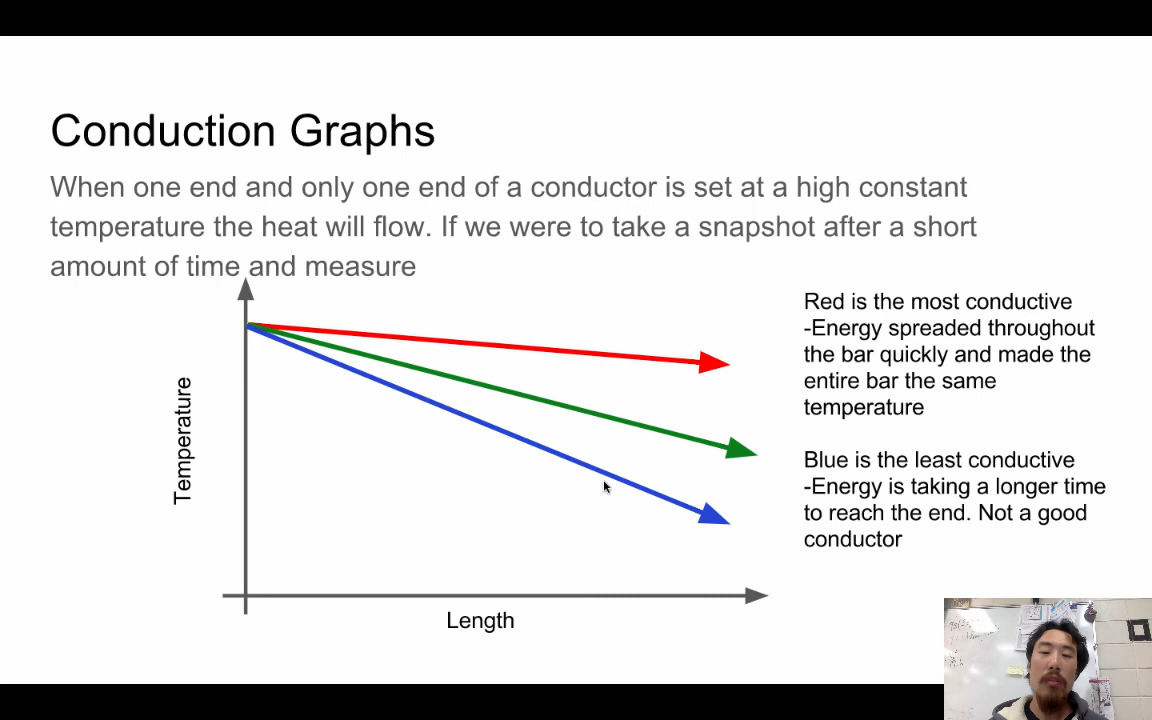 Conduction Graphs
When one end and only one end of a conductor is set at a high constant
temperature the heat will flow. If we were to take a snapshot after a short
amount of time and measure
Red is the most conductive
-Energy spreaded throughout
the bar quickly and made the
entire bar the same
temperature
Blue is the least conductive
-Energy is taking a longer time
to reach the end. Not a good
conductor
Temperature
Length